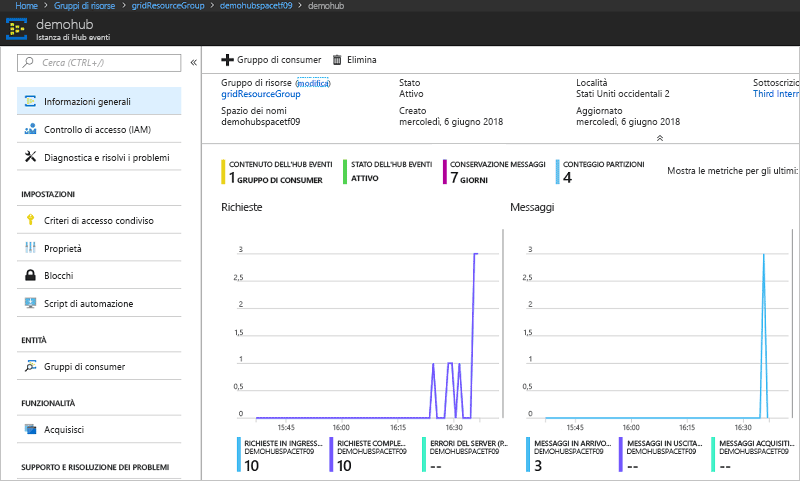 Home > Gruppi di risorse > gridResourceGroup > demohubspacetf09 > demohub
demohub
Istanza di Hub eventi
Cerca (CTRL+/)
Informazioni generali
Controllo di accesso (IAM)
Diagnostica e risolvi i problemi
IMPOSTAZIONI
Criteri di accesso condiviso
Proprietà
Blocchi
Script di automazione
ENTITÀ
Gruppi di consumer
FUNZIONALITÀ
Acquisisci
SUPPORTO E RISOLUZIONE DEI PROBLEMI
Gruppo di consumer Elimina
Gruppo di risorse (modifica)
gridResourceGroup
Spazio dei nomi
demohubspacetf09
Stato
Attivo
Creato
mercoledì, 6 giugno 2018
Località
Stati Uniti occidentali 2
Aggiornato
mercoledì, 6 giugno 2018
Sottoscrizio
Third Intern
CONTENUTO DELL'HUB EVENTI
1 GRUPPO DI CONSUMER
STATO DELL'HUB EVENTI
ATTIVO
CONSERVAZIONE MESSAGGI
7 GIORNI
CONTEGGIO PARTIZIONI
4
Mostra le metriche per gli ultimi:
Richieste
3
2,5
2
1,5
1
0,5
0
15:45 16:00 16:15 16:30
RICHIESTE IN INGRESS...
DEMOHUBSPACETF09
10
RICHIESTE COMPLE...
DEMOHUBSPACETF09
10
ERRORI DEL SERVER (P...
DEMOHUBSPACETF09
--
Messaggi
3
2,5
2
1,5
1
0,5
0
15:45 16:00 16:15 16:30
MESSAGGI IN ARRIVO...
DEMOHUBSPACETF09
3
MESSAGGI IN USCITA...
DEMOHUBSPACETF09
--
MESSAGGI ACQUISITI...
DEMOHUBSPACETF09
--